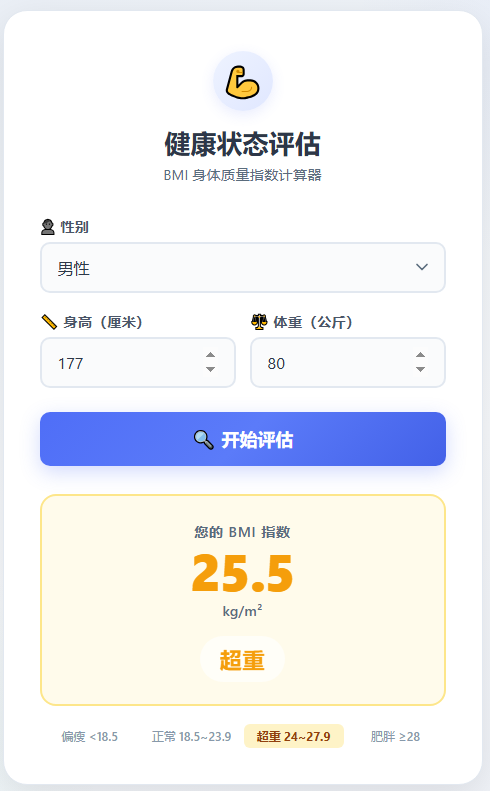 健康状态评估
BMI 身体质量指数计算器
性别
男性
身高（厘米） 体重（公斤）
177 80
开始评估
您的 BMI 指数
25.5
kg/m²
超重
偏瘦 <18.5 正常 18.5~23.9 超重 24~27.9 肥胖 ≥28